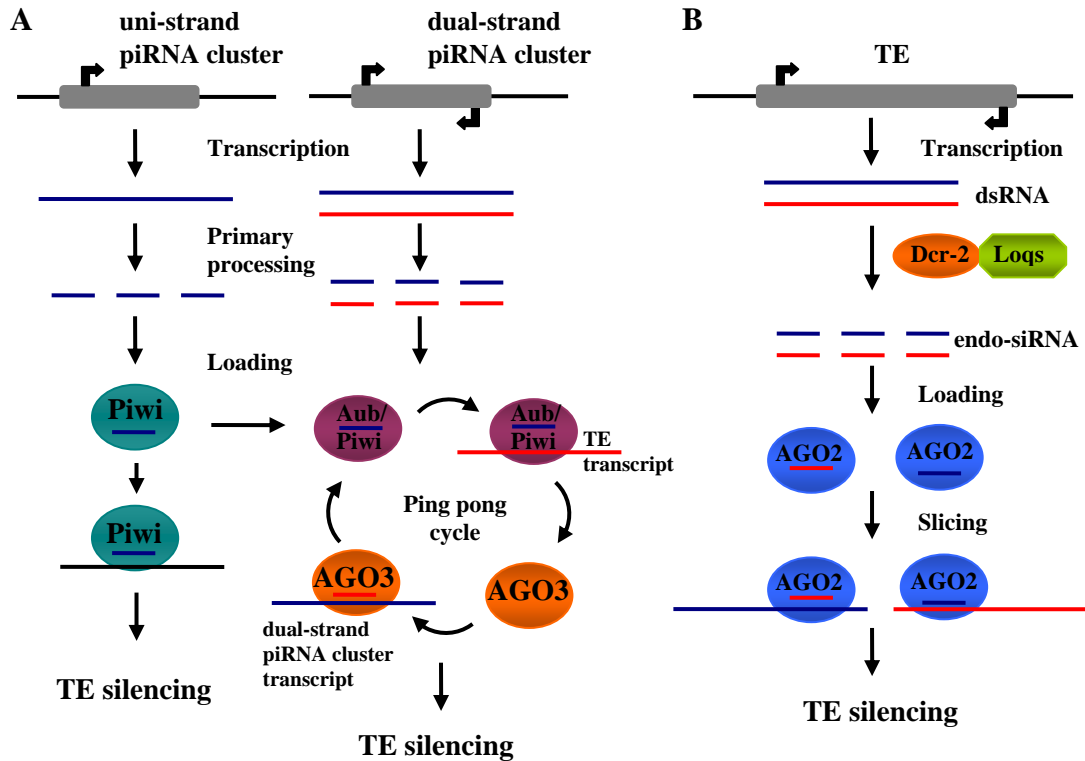 A
uni-strand
piRNA cluster
dual-strand
piRNA cluster
Transcription
Primary
processing
Loading
Piwi
Aub/
Piwi
Aub/
Piwi
TE
transcript
Piwi
Ping pong
cycle
AGO3
AGO3
dual-strand
piRNA cluster
transcript
TE silencing
TE silencing
B
TE
Transcription
dsRNA
Dcr-2
Loqs
endo-siRNA
Loading
AGO2
AGO2
Slicing
AGO2
AGO2
TE silencing